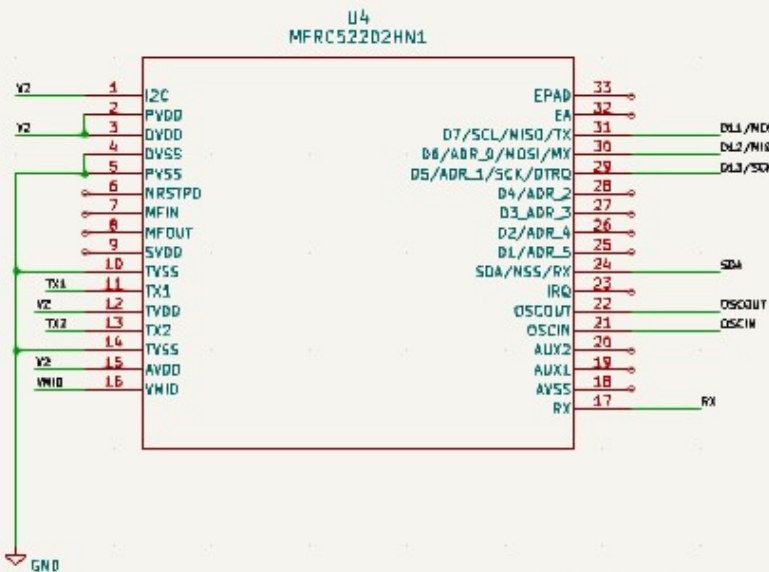 U4
MFRC522D2HN1
V2 1 I2C
2 PVDD
V2 3 DVDD
4 DVSS
5 PVSS
6 NRSTPD
7 MFIN
8 MFOUT
9 SVDD
10 TVSS
TX1 11 TX1
V2 12 TVDD
TX2 13 TX2
14 TVSS
V2 15 AVDD
VMID 16 VMID
EPAD 33
EA 32
D7/SCL/MISO/TX 31
D6/ADR_0/MOSI/MX 30
D5/ADR_1/SCK/DTRQ 29
D4/ADR_2 28
D3_ADR_3 27
D2/ADR_4 26
D1/ADR_5 25
SDA/NSS/RX 24 SDA
IRQ 23
OSCOUT 22 OSCOUT
OSCIN 21 OSCIN
AUX2 20
AUX1 19
AVSS 18
RX 17 RX
GND